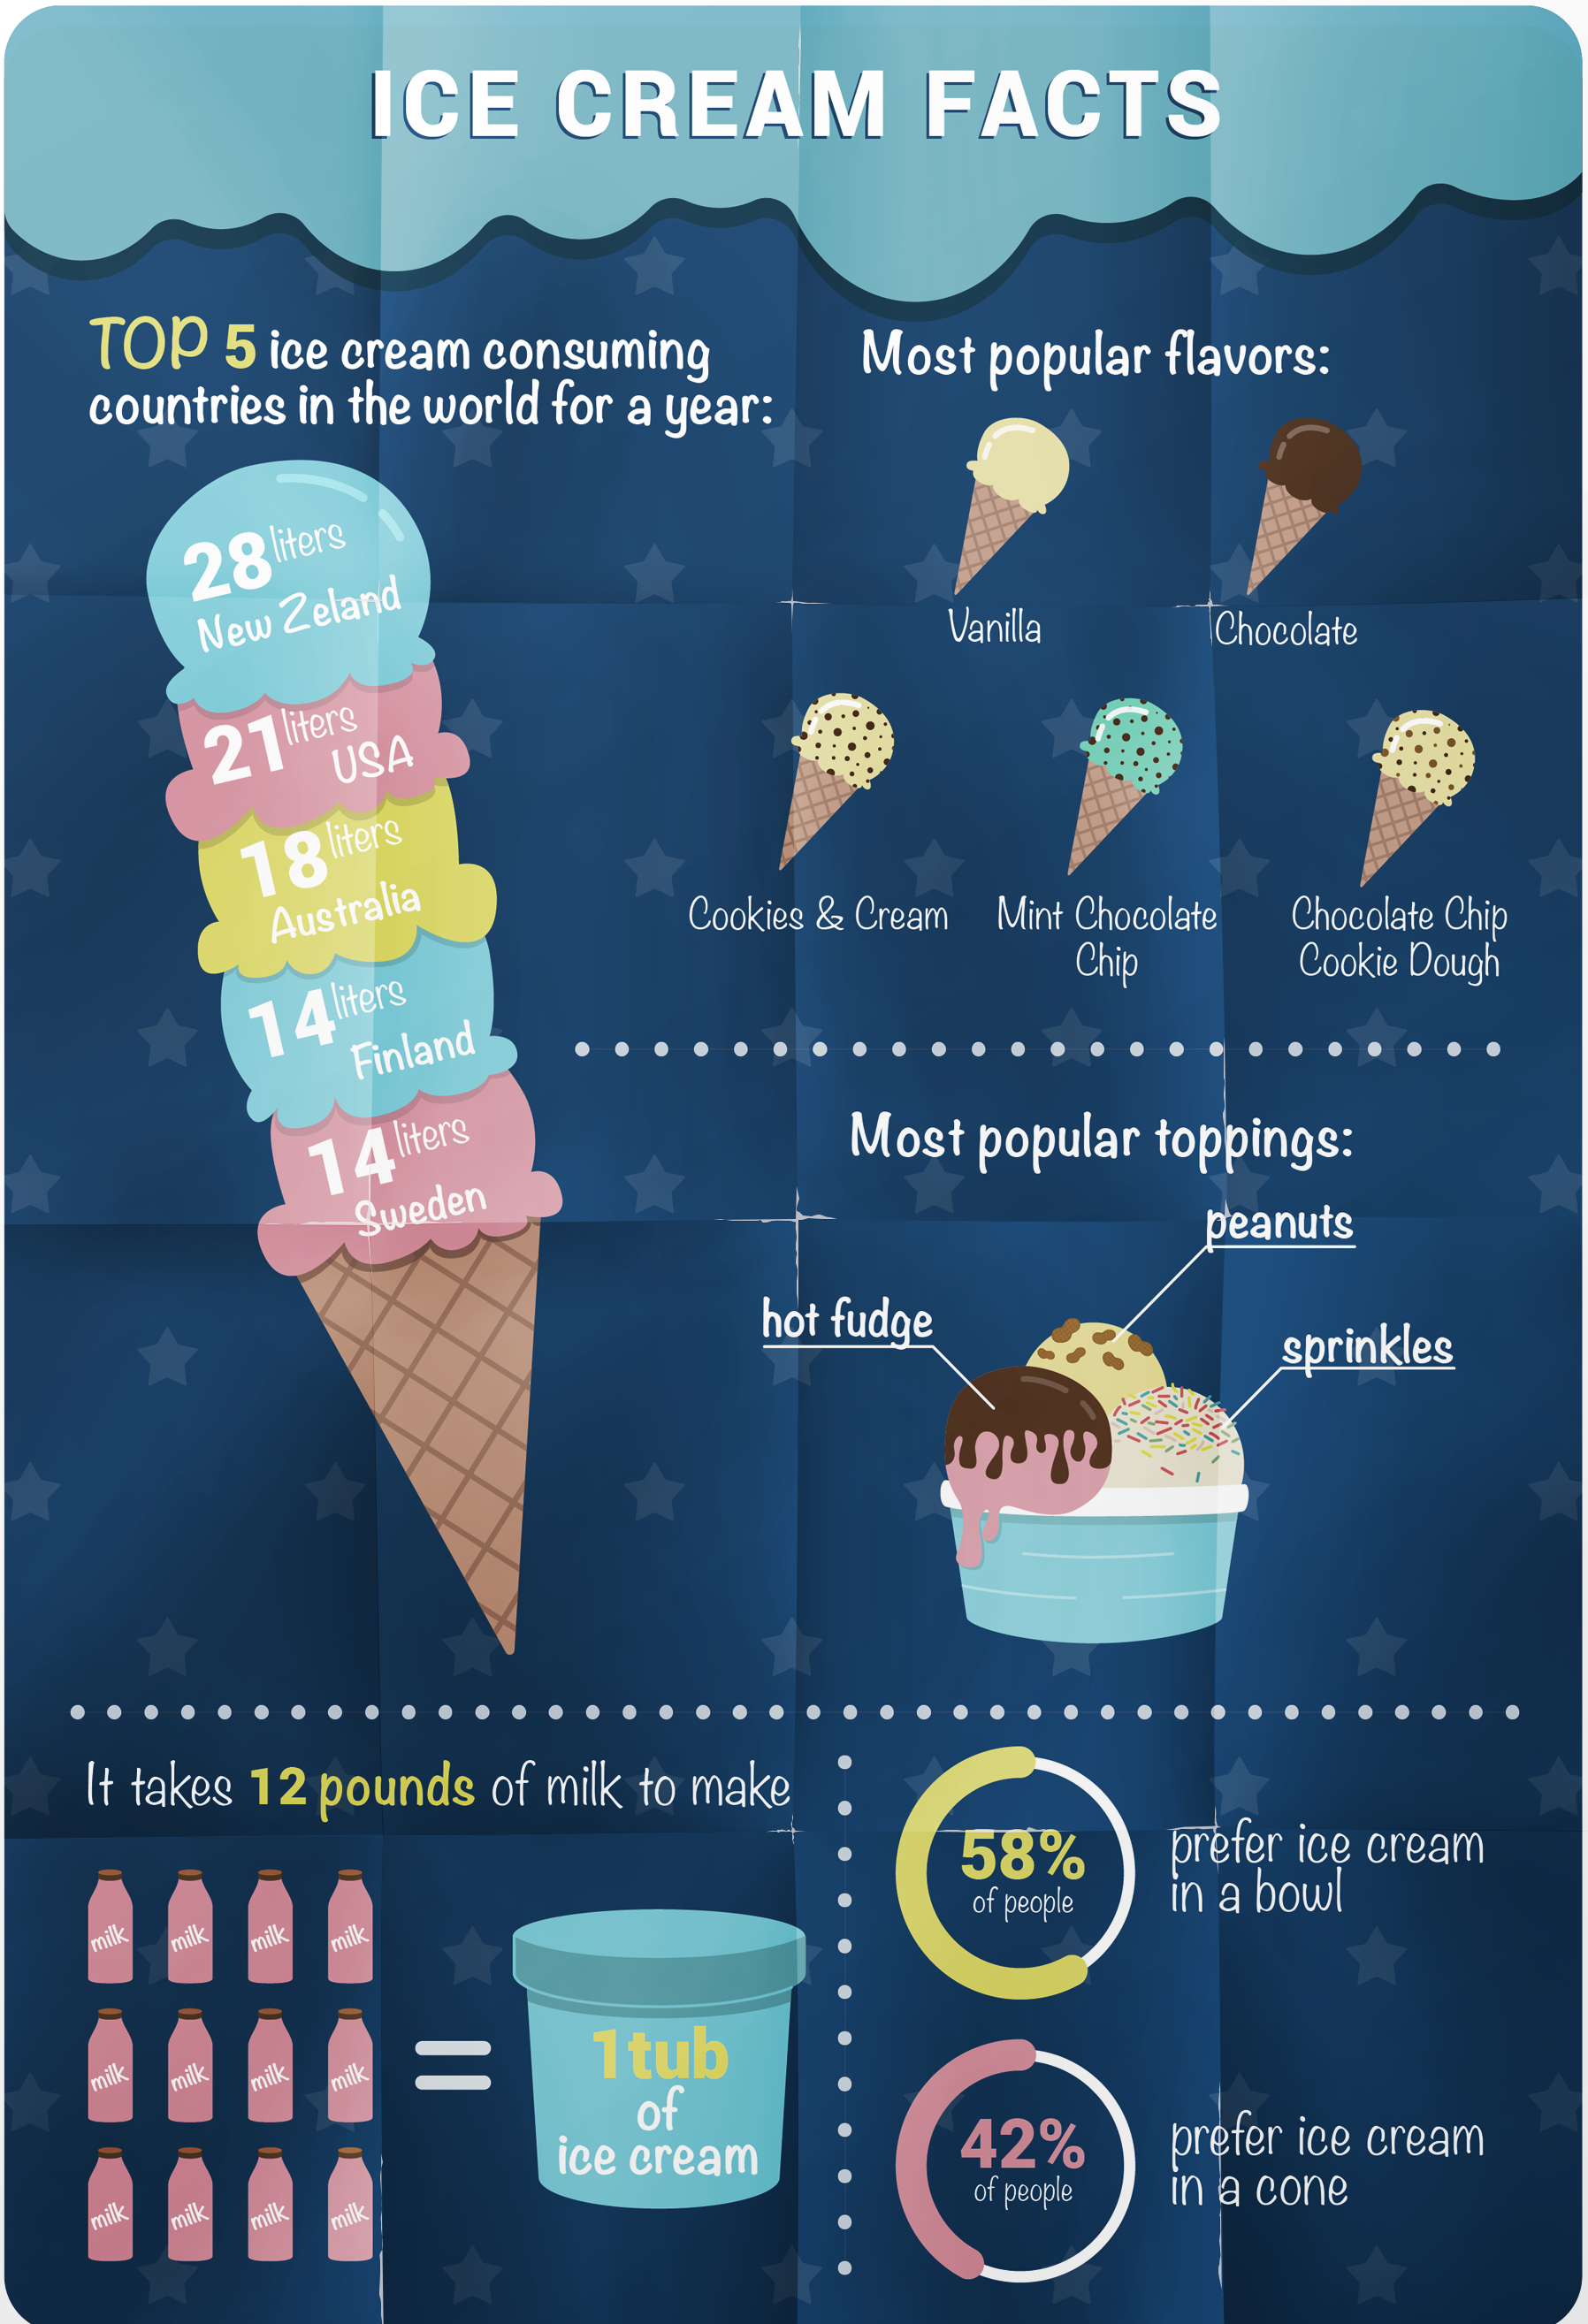 ICE CREAM FACTS
TOP 5 ice cream consuming
countries in the world for a year:
28 liters
New Zeland
21 liters
USA
18 liters
Australia
14 liters
Finland
14 liters
Sweden
Most popular flavors:
Vanilla
Chocolate
Cookies & Cream
Mint Chocolate
Chip
Chocolate Chip
Cookie Dough
Most popular toppings:
peanuts
hot fudge
sprinkles
It takes 12 pounds of milk to make
milk milk milk milk
milk milk milk milk
milk milk milk milk
=
1 tub
of
ice cream
58%
of people
prefer ice cream
in a bowl
42%
of people
prefer ice cream
in a cone